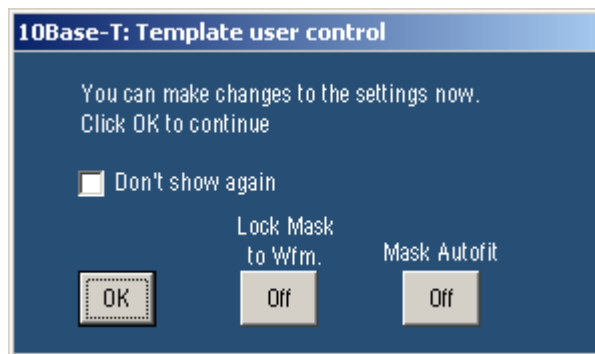 10Base-T: Template user control
You can make changes to the settings now.
Click OK to continue
Don't show again
Lock Mask
to Wfm.
Mask Autofit
OK
Off
Off